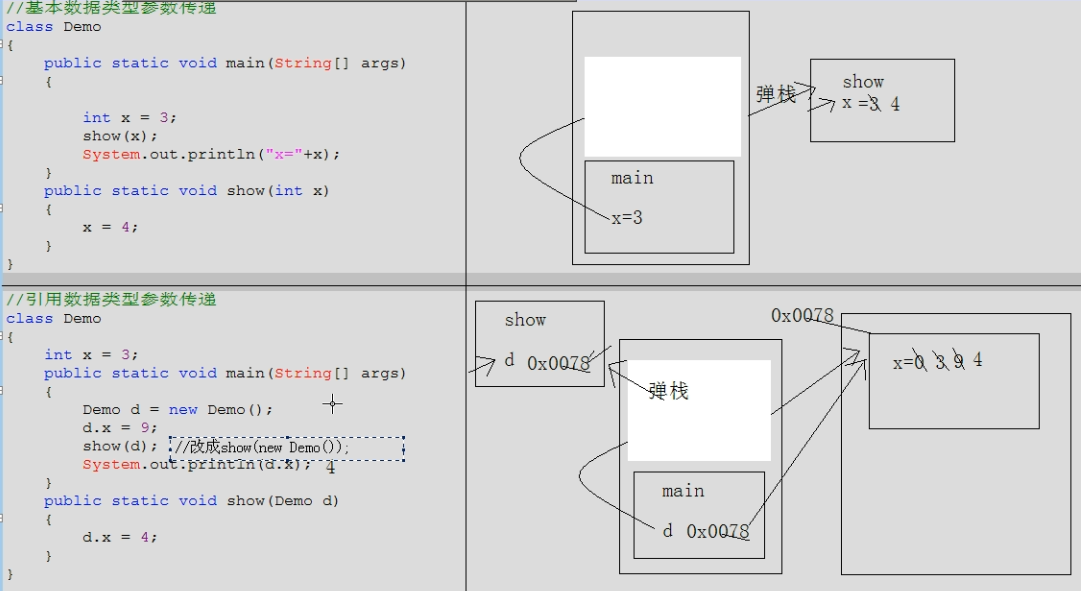 //基本数据类型参数传递
class Demo
{
public static void main(String[] args)
{
int x = 3;
show(x);
System.out.println("x="+x);
}
public static void show(int x)
{
x = 4;
}
}
弹栈
show
x =3 4
main
x=3
//引用数据类型参数传递
class Demo
{
int x = 3;
public static void main(String[] args)
{
Demo d = new Demo();
d.x = 9;
show(d); //改成show(new Demo());
System.out.println(d.x); 4
}
public static void show(Demo d)
{
d.x = 4;
}
}
show
d 0x0078
弹栈
main
d 0x0078
0x0078
x=0 3 9 4